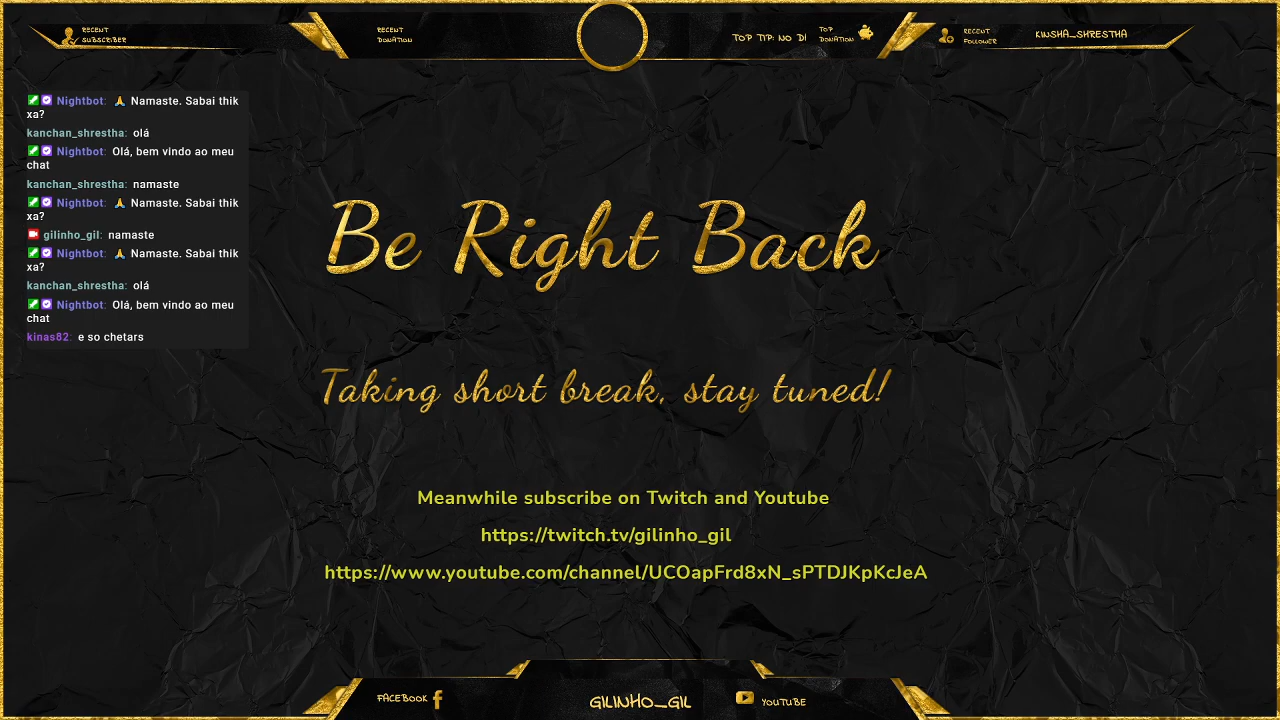 RECENT
SUBSCRIBER
RECENT
DONATION
TOP TIP: NO DI
TOP
DONATION
RECENT
FOLLOWER
KINSHA_SHRESTHA
Nightbot: 🙏 Namaste. Sabai thik
xa?
kanchan_shrestha: olá
Nightbot: Olá, bem vindo ao meu
chat
kanchan_shrestha: namaste
Nightbot: 🙏 Namaste. Sabai thik
xa?
gilinho_gil: namaste
Nightbot: 🙏 Namaste. Sabai thik
xa?
kanchan_shrestha: olá
Nightbot: Olá, bem vindo ao meu
chat
kinas82: e so chetars
Be Right Back
Taking short break, stay tuned!
Meanwhile subscribe on Twitch and Youtube
https://twitch.tv/gilinho_gil
https://www.youtube.com/channel/UCOapFrd8xN_sPTDJKpKcJeA
FACEBOOK
GILINHO_GIL
YOUTUBE